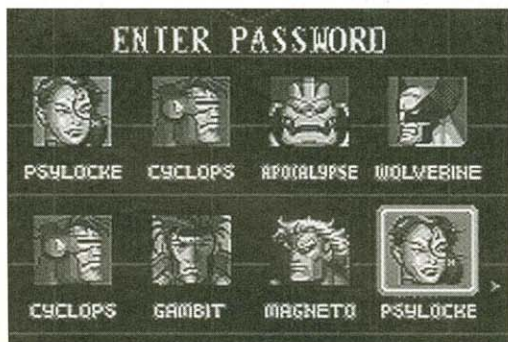 ENTER PASSWORD
PSYLOCKE CYCLOPS APOCALYPSE WOLVERINE
CYCLOPS GAMBIT MAGNETO PSYLOCKE >